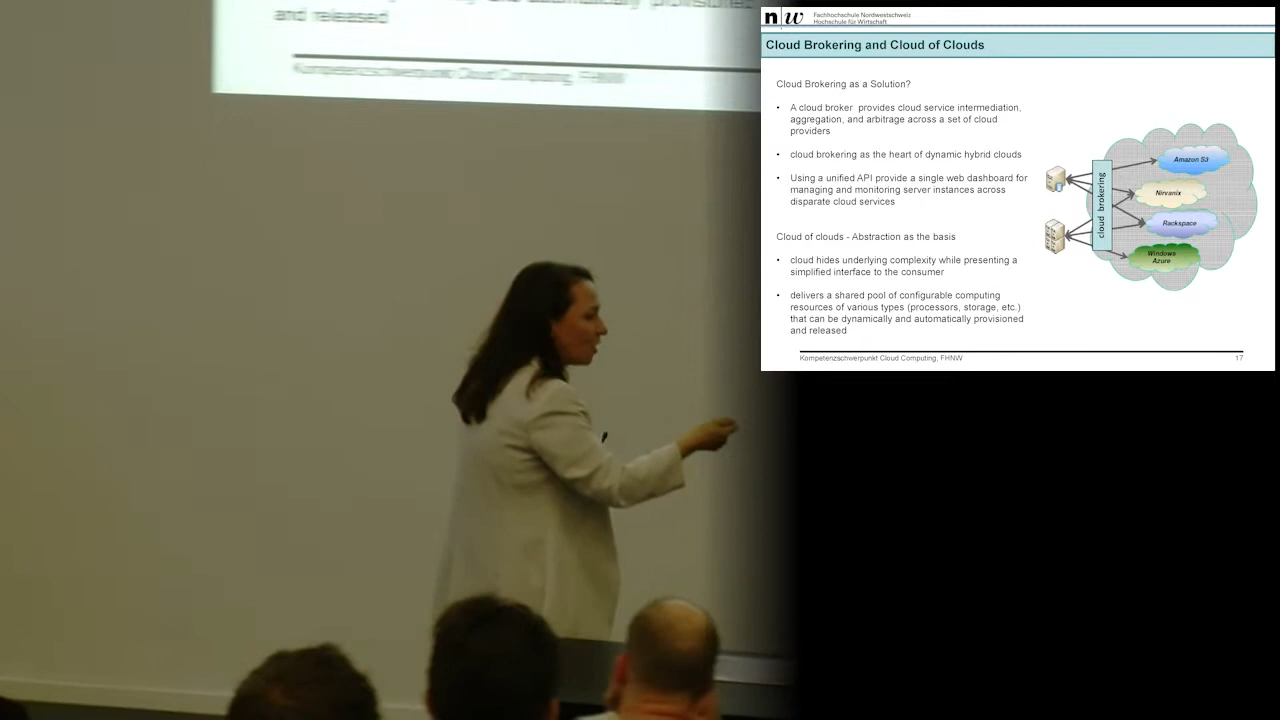 and released
Kompetenzschwerpunkt Cloud Computing, FHNW
n|w
Fachhochschule Nordwestschweiz
Hochschule für Wirtschaft
Cloud Brokering and Cloud of Clouds
Cloud Brokering as a Solution?
• A cloud broker provides cloud service intermediation,
aggregation, and arbitrage across a set of cloud
providers
• cloud brokering as the heart of dynamic hybrid clouds
• Using a unified API provide a single web dashboard for
managing and monitoring server instances across
disparate cloud services
Cloud of clouds - Abstraction as the basis
• cloud hides underlying complexity while presenting a
simplified interface to the consumer
• delivers a shared pool of configurable computing
resources of various types (processors, storage, etc.)
that can be dynamically and automatically provisioned
and released
cloud brokering
Amazon S3
Nirvanix
Rackspace
Windows
Azure
Kompetenzschwerpunkt Cloud Computing, FHNW
17